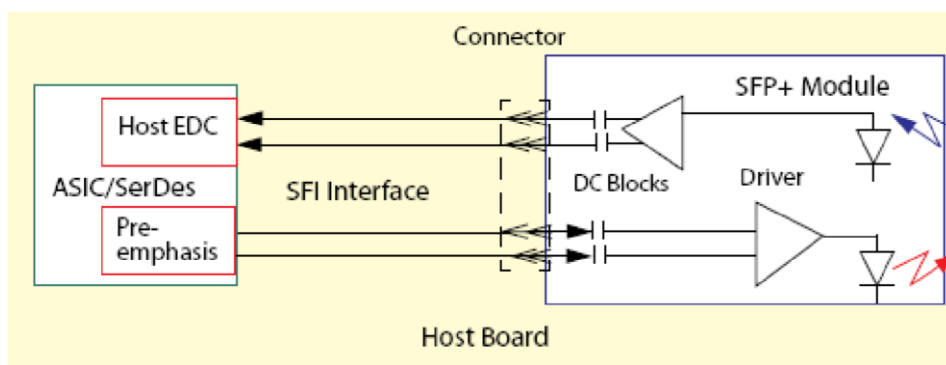 Connector
SFP+ Module
Host EDC
ASIC/SerDes
SFI Interface
DC Blocks
Driver
Pre-
emphasis
Host Board